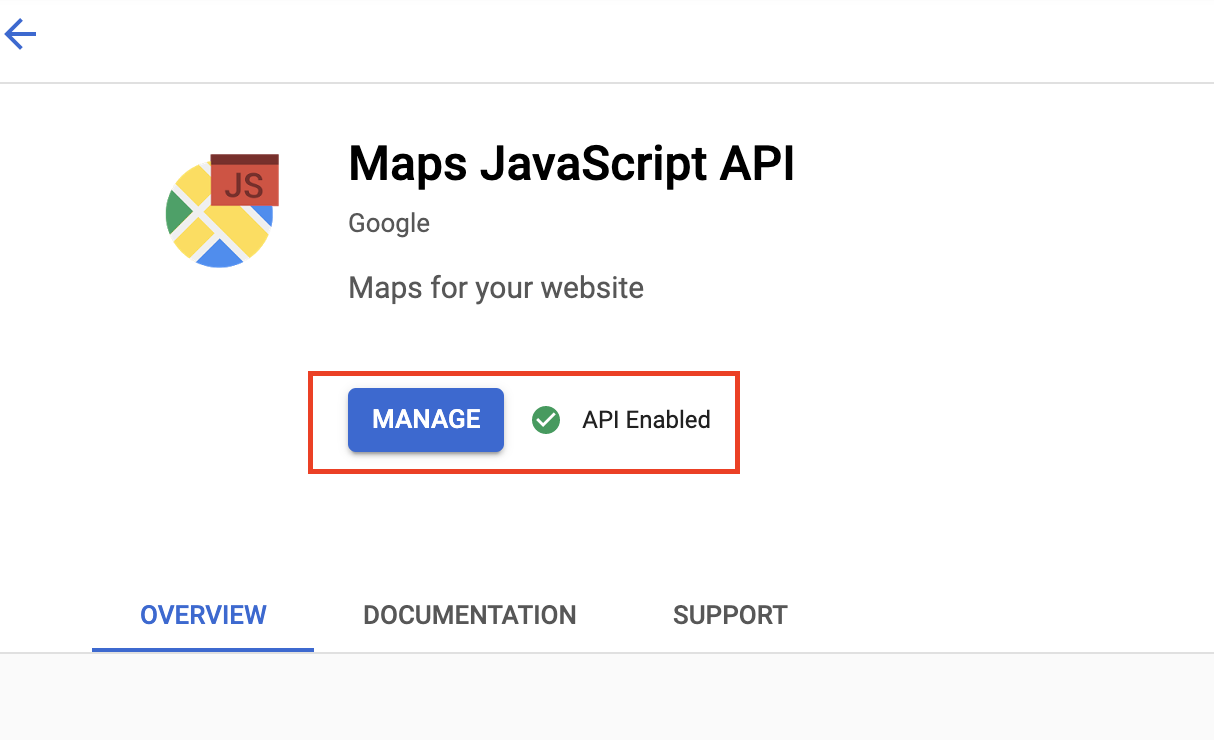 JS
Maps JavaScript API
Google
Maps for your website
MANAGE API Enabled
OVERVIEW DOCUMENTATION SUPPORT